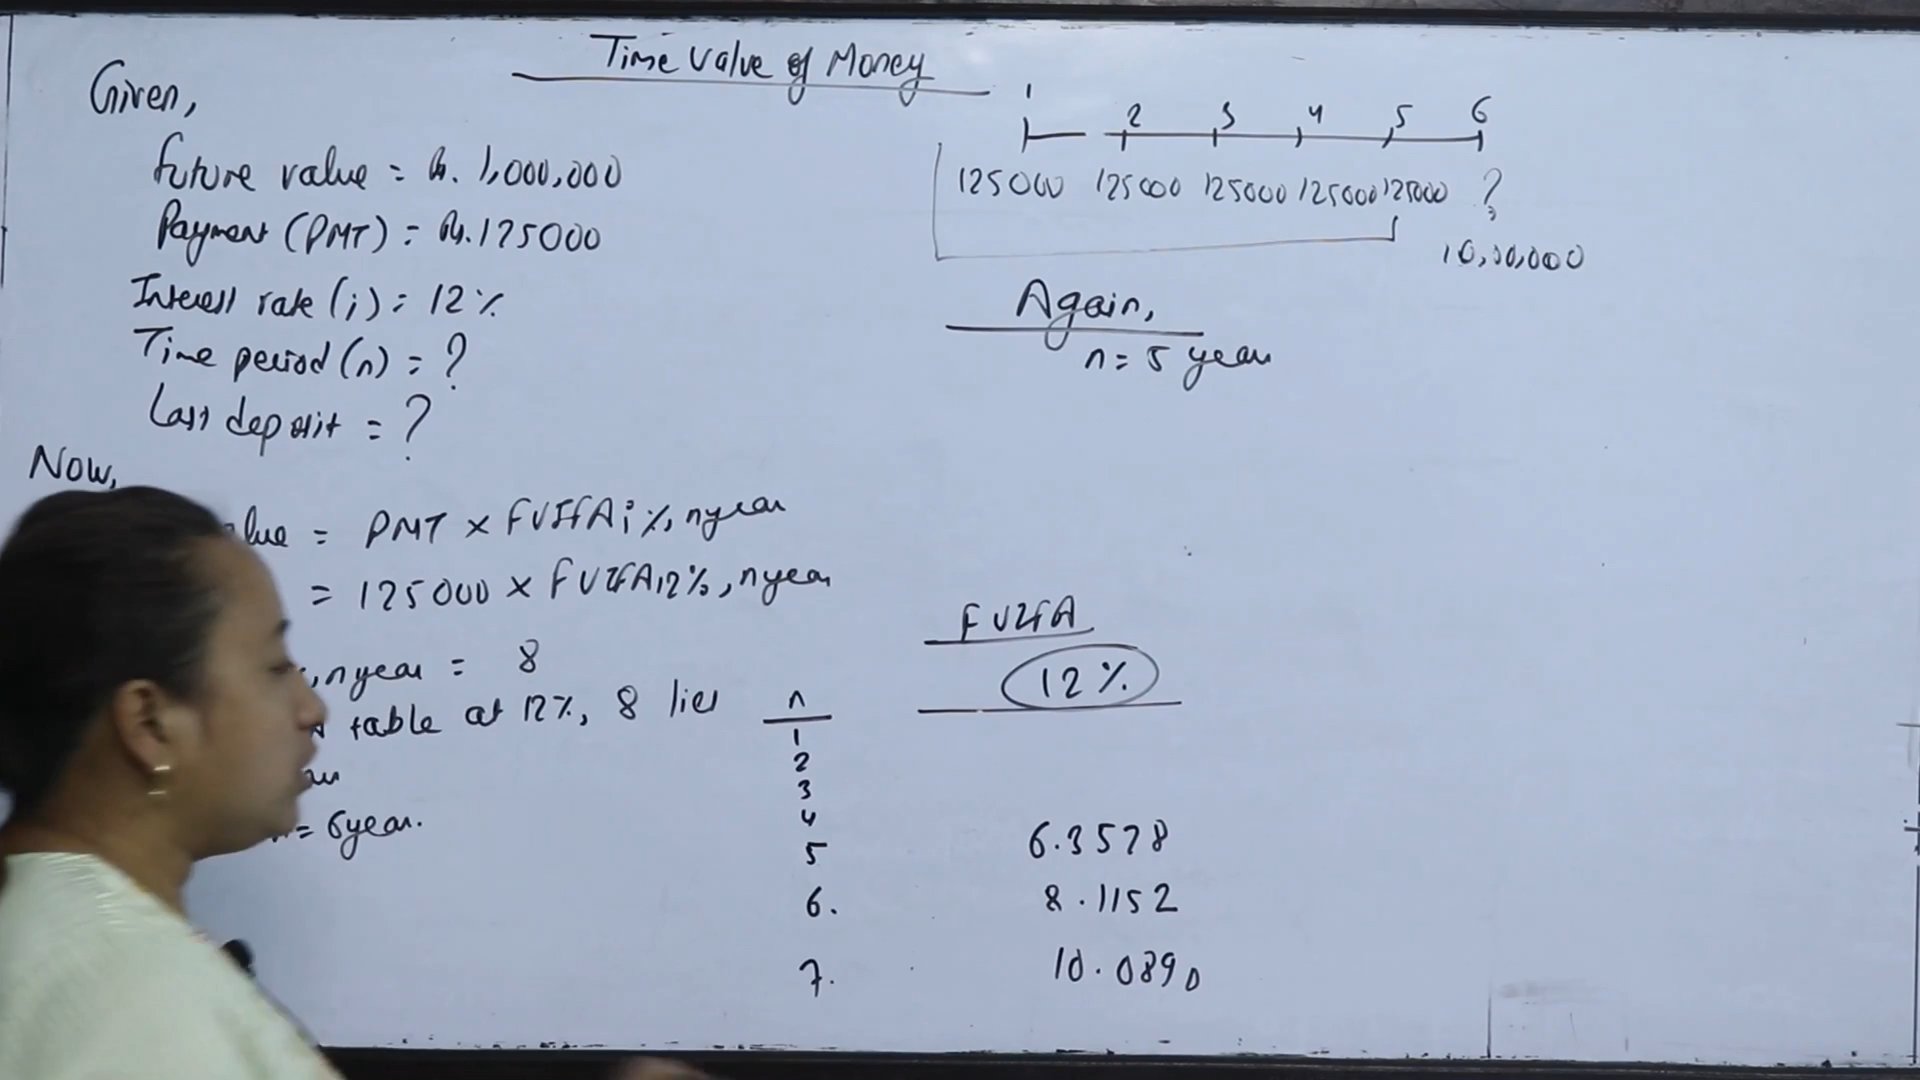 Time Value of Money
Given,
Future value = Rs. 1,000,000
Payment (PMT) = Rs. 125000
Interest rate (i) = 12%
Time period (n) = ?
Last deposit = ?
Now,
lue = PMT × FVIFA i%, n year
= 125000 × FVIFA 12%, n year
, n year = 8
table at 12%, 8 lies
n = 6 year.
1 2 3 4 5 6
125000 125000 125000 125000 125000 ?
10,00,000
Again,
n = 5 year
FVIFA
n 12%
1
2
3
4
5 6.3528
6. 8.1152
7. 10.0890